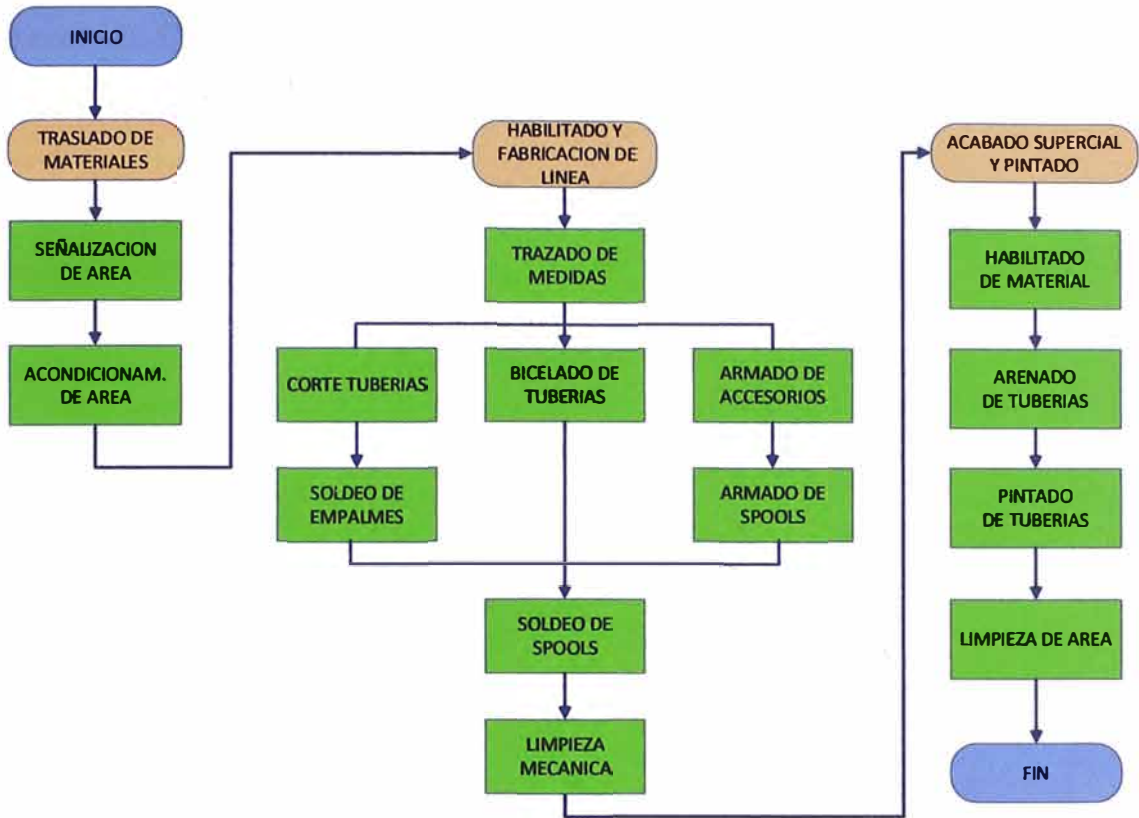 INICIO
TRASLADO DE
MATERIALES
SEÑALIZACION
DE AREA
ACONDICIONAM.
DE AREA
HABILITADO Y
FABRICACION DE
LINEA
TRAZADO DE
MEDIDAS
CORTE TUBERIAS
BICELADO DE
TUBERIAS
ARMADO DE
ACCESORIOS
SOLDEO DE
EMPALMES
ARMADO DE
SPOOLS
SOLDEO DE
SPOOLS
LIMPIEZA
MECANICA
ACABADO SUPERCIAL
Y PINTADO
HABILITADO
DE MATERIAL
ARENADO
DE TUBERIAS
PINTADO
DE TUBERIAS
LIMPIEZA DE AREA
FIN